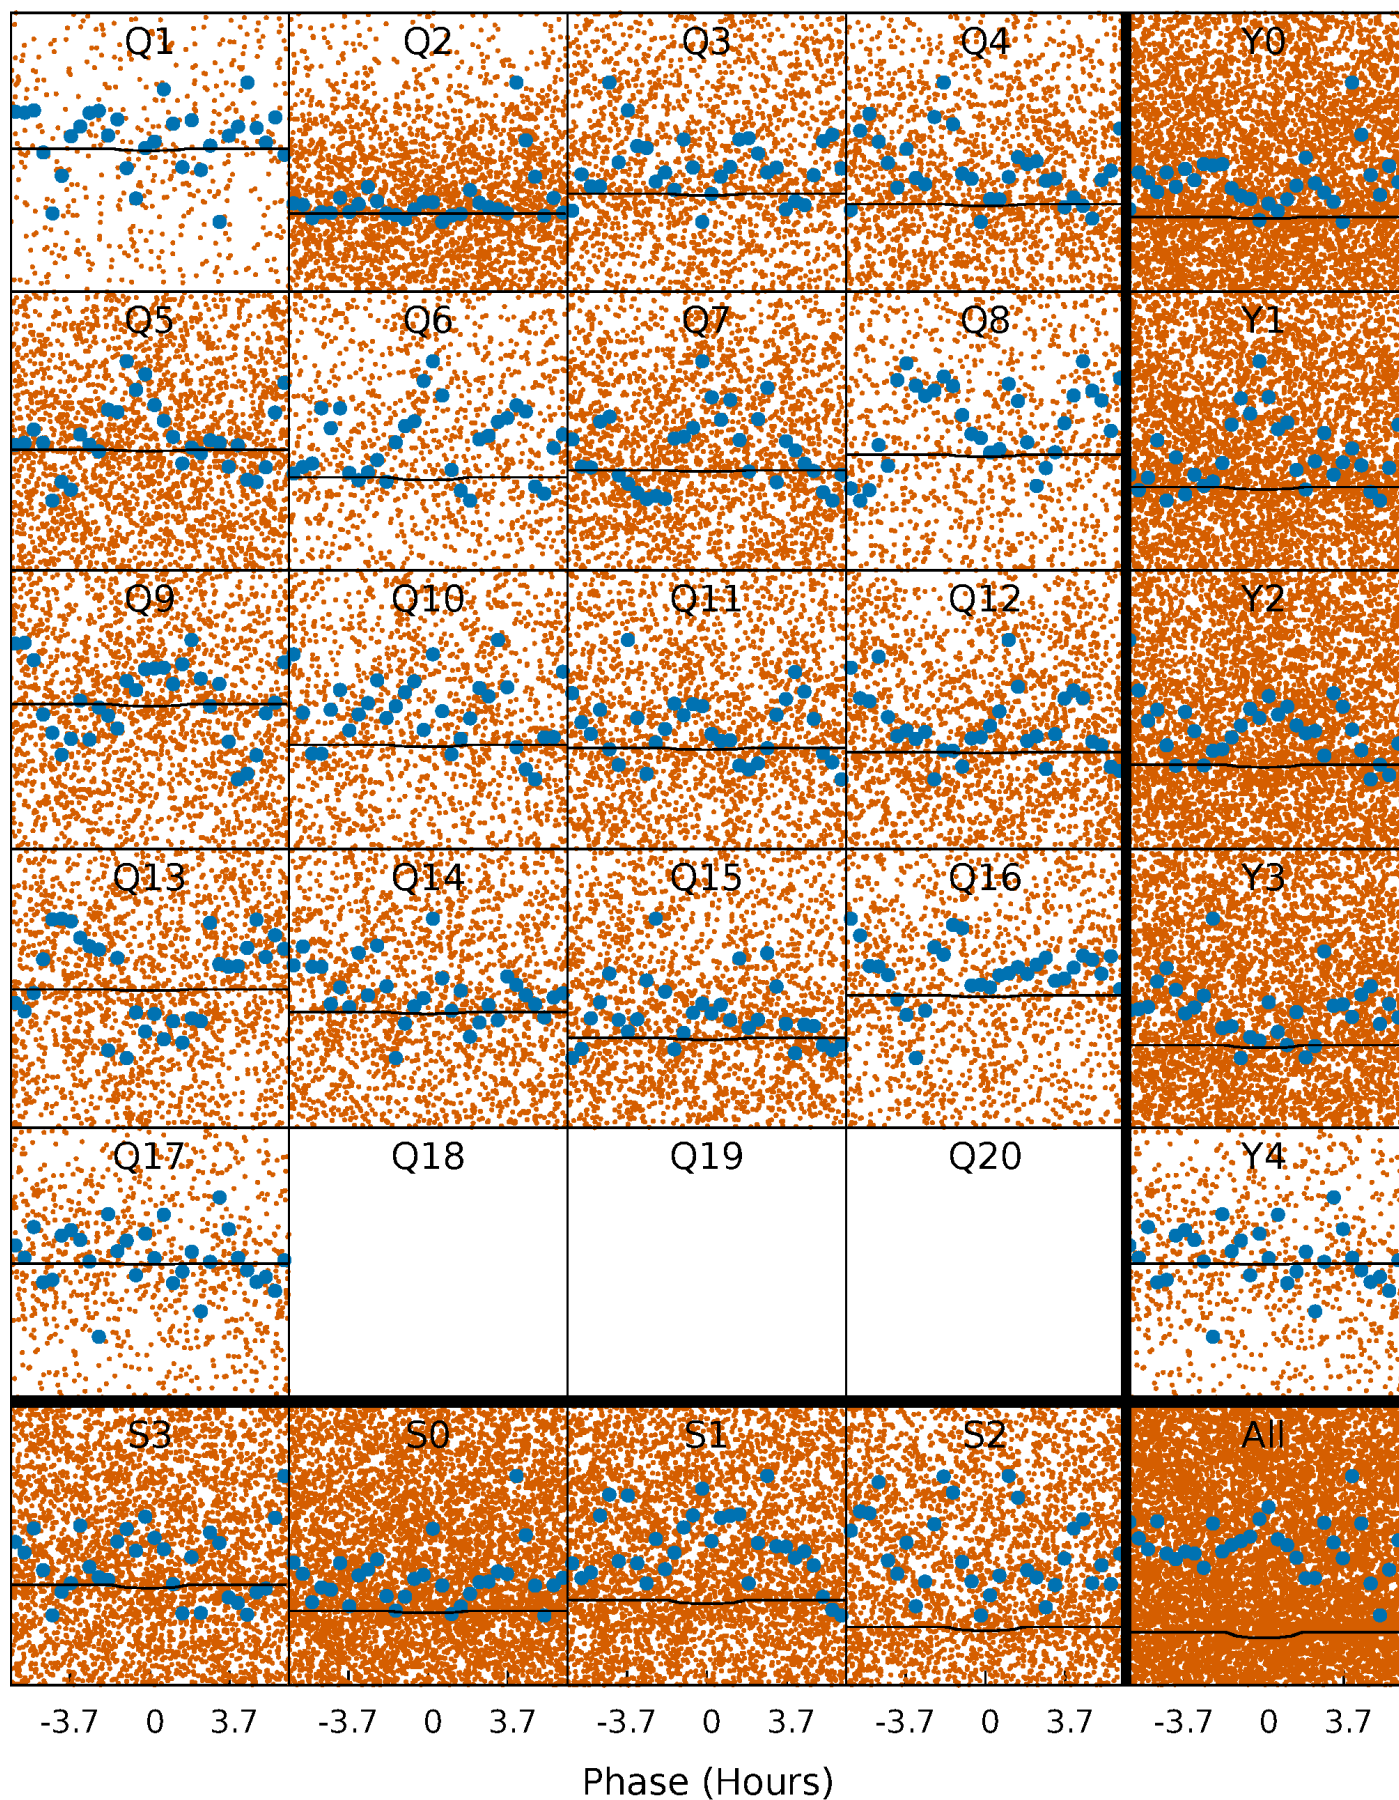 Q1 Q2 Q3 Q4 Y0
Q5 Q6 Q7 Q8 Y1
Q9 Q10 Q11 Q12 Y2
Q13 Q14 Q15 Q16 Y3
Q17 Q18 Q19 Q20 Y4
S3 S0 S1 S2 All
-3.7 0 3.7 -3.7 0 3.7 -3.7 0 3.7 -3.7 0 3.7 -3.7 0 3.7
Phase (Hours)